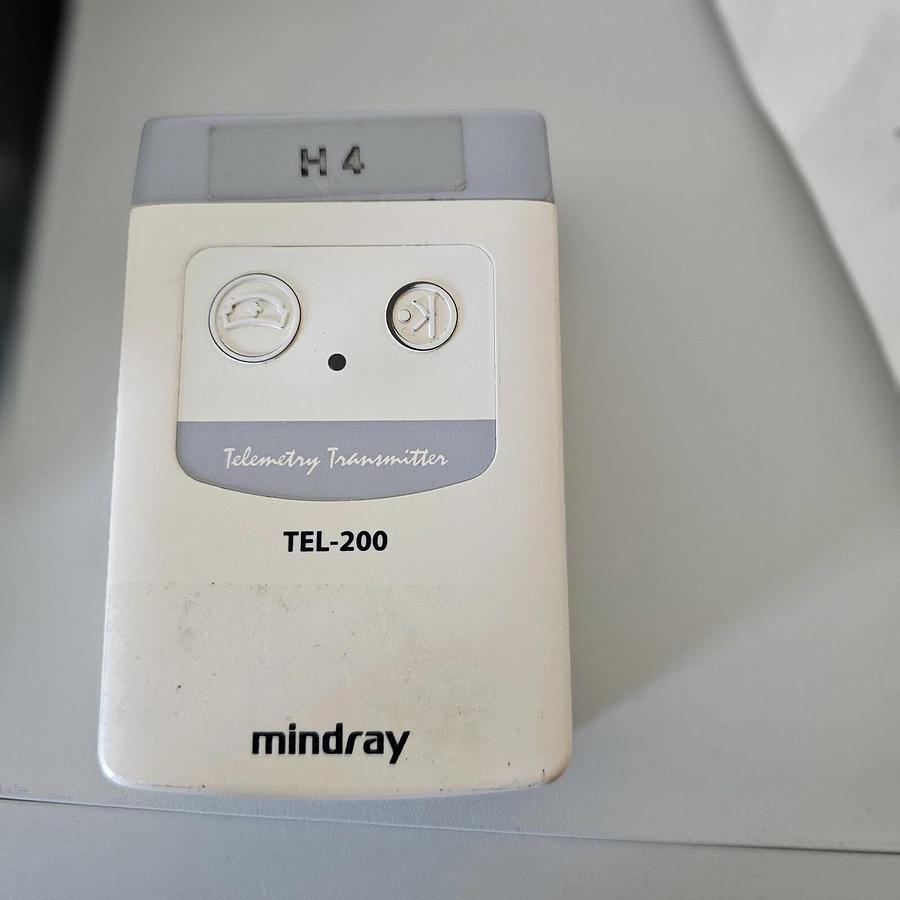 H 4
Telemetry Transmitter
TEL-200
mindray